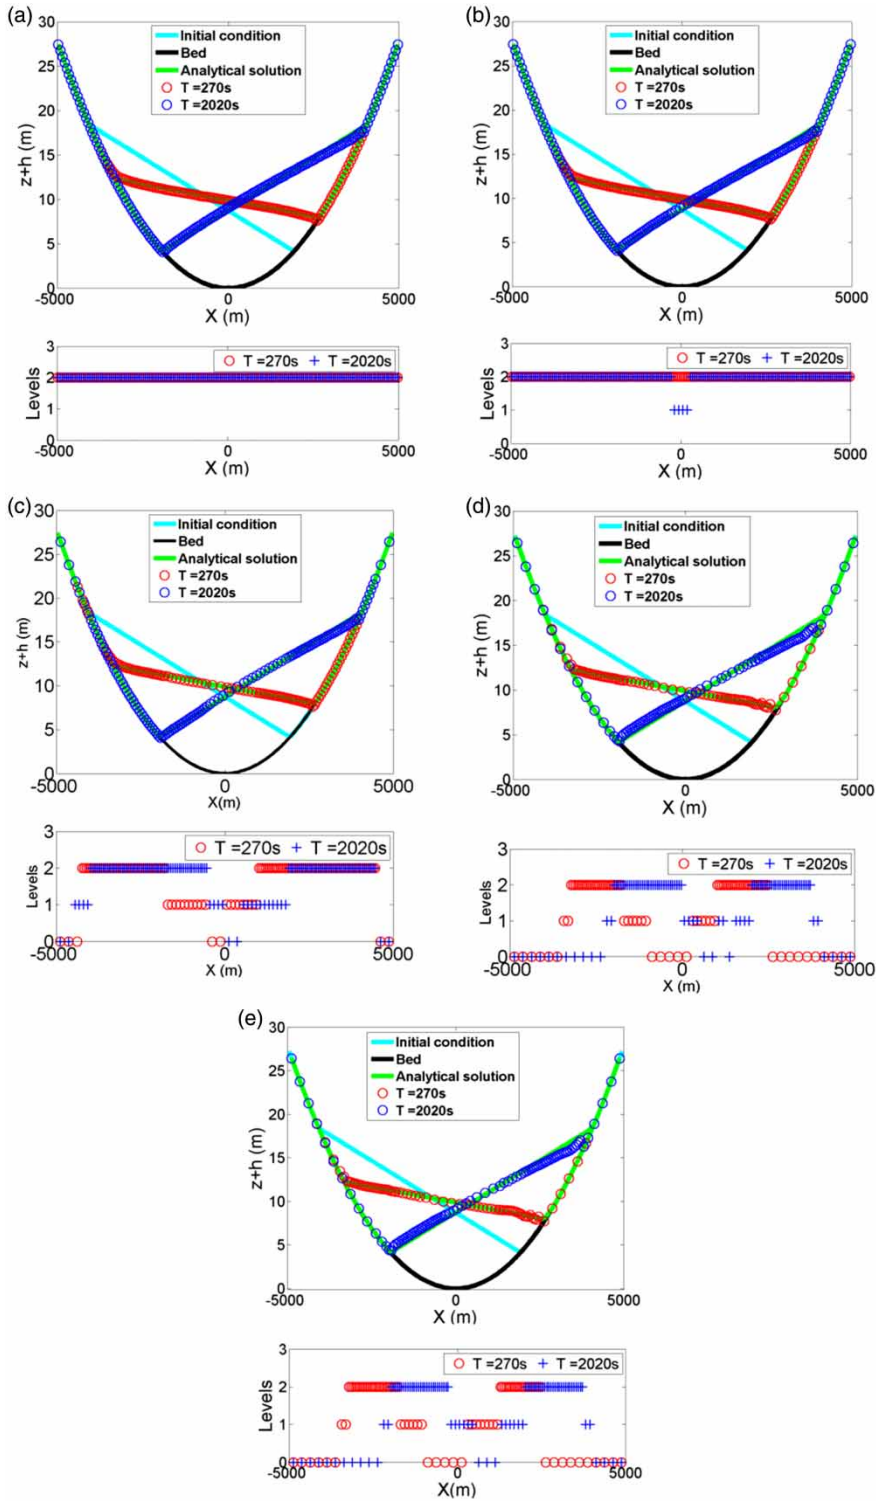 (a)
30
25
20
15
10
5
0
z+h (m)
Initial condition
Bed
Analytical solution
T =270s
T =2020s
-5000 0 5000
X (m)
3
2
1
0
Levels
T =270s T =2020s
-5000 0 5000
X (m)
(b)
30
25
20
15
10
5
0
z+h (m)
Initial condition
Bed
Analytical solution
T =270s
T =2020s
-5000 0 5000
X (m)
3
2
1
0
Levels
T =270s T =2020s
-5000 0 5000
X (m)
(c)
30
25
20
15
10
5
0
z+h (m)
Initial condition
Bed
Analytical solution
T =270s
T =2020s
-5000 0 5000
X(m)
3
2
1
0
Levels
T =270s T =2020s
-5000 0 5000
X (m)
(d)
30
25
20
15
10
5
0
z+h (m)
Initial condition
Bed
Analytical solution
T =270s
T =2020s
-5000 0 5000
X (m)
3
2
1
0
Levels
T =270s T =2020s
-5000 0 5000
X (m)
(e)
30
25
20
15
10
5
0
z+h (m)
Initial condition
Bed
Analytical solution
T =270s
T =2020s
-5000 0 5000
X (m)
3
2
1
0
Levels
T =270s T =2020s
-5000 0 5000
X(m)